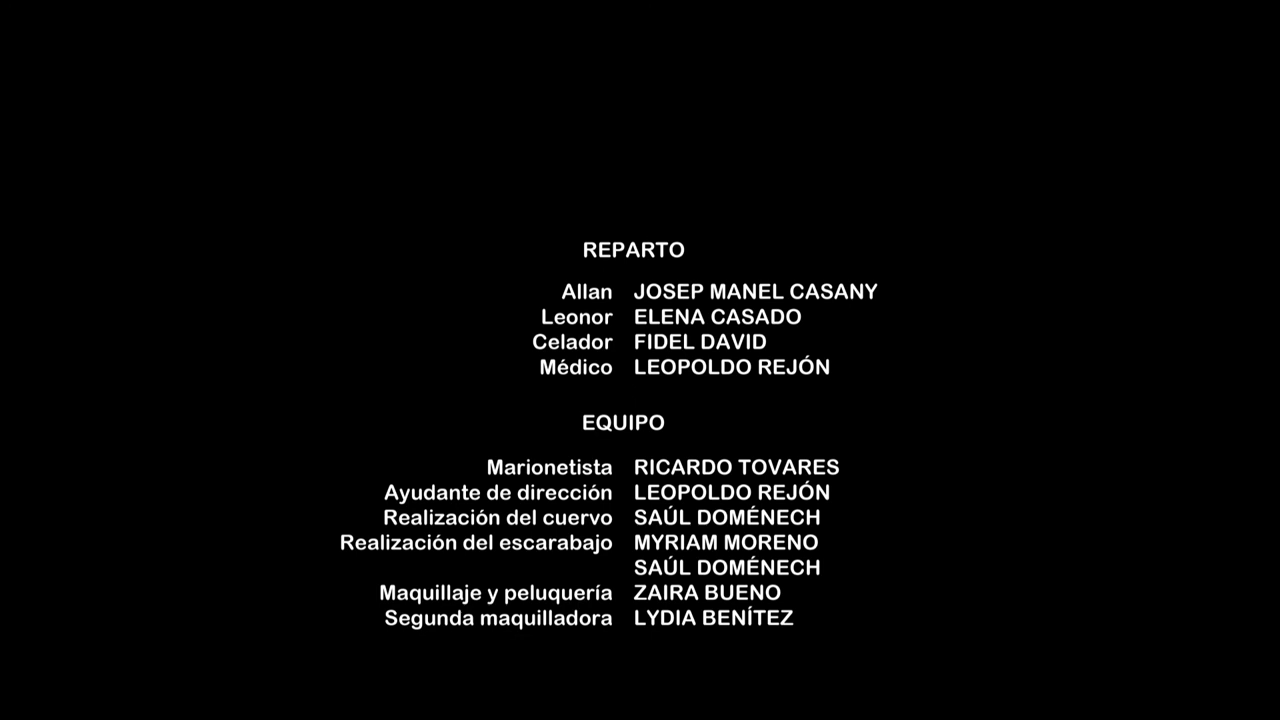 REPARTO
Allan JOSEP MANEL CASANY
Leonor ELENA CASADO
Celador FIDEL DAVID
Médico LEOPOLDO REJÓN
EQUIPO
Marionetista RICARDO TOVARES
Ayudante de dirección LEOPOLDO REJÓN
Realización del cuervo SAÚL DOMÉNECH
Realización del escarabajo MYRIAM MORENO
SAÚL DOMÉNECH
Maquillaje y peluquería ZAIRA BUENO
Segunda maquilladora LYDIA BENÍTEZ